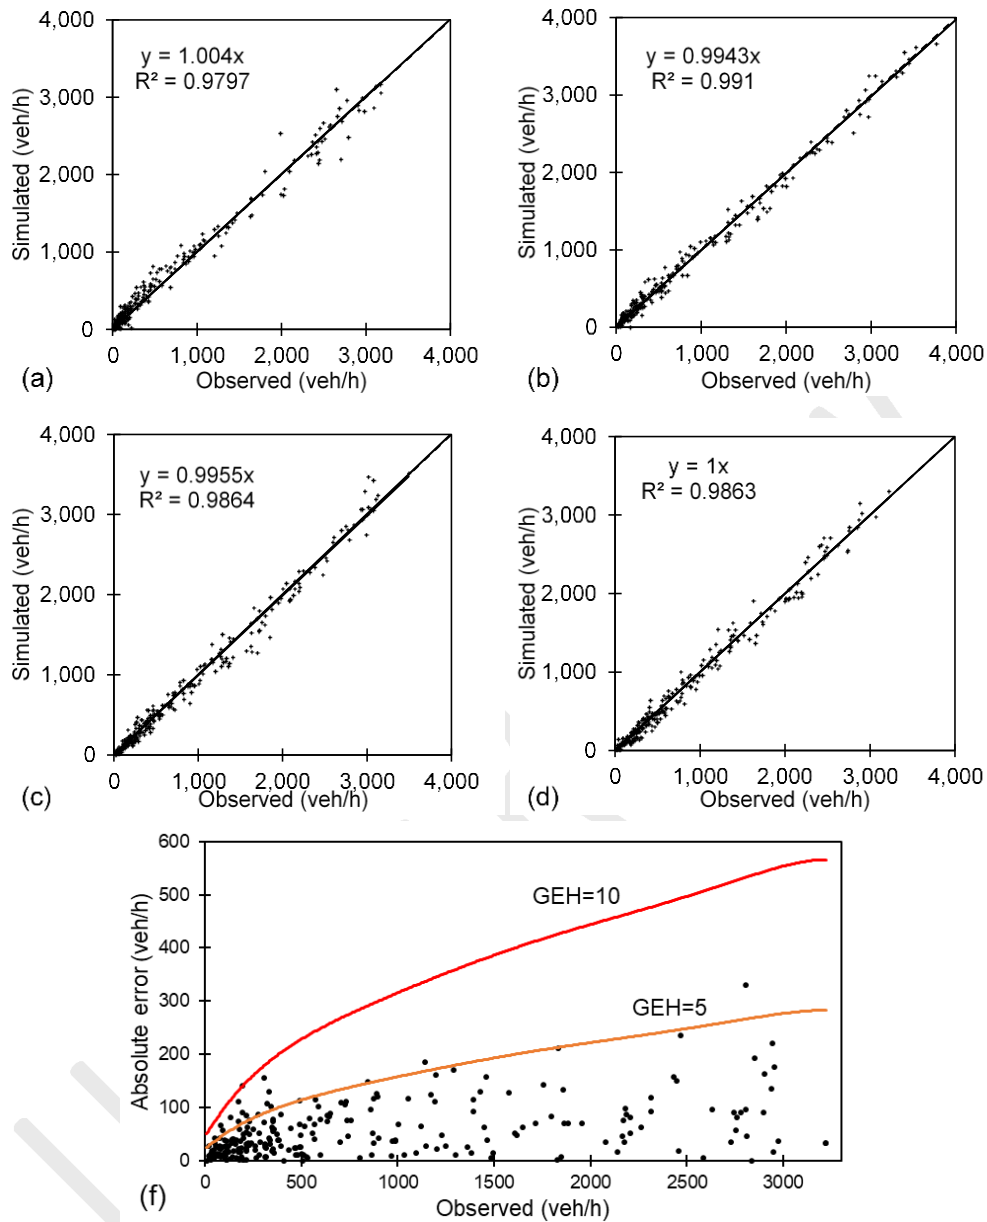 4,000
3,000
2,000
1,000
0
Simulated (veh/h)
y = 1.004x
R² = 0.9797
0 1,000 2,000 3,000 4,000
Observed (veh/h)
(a)
4,000
3,000
2,000
1,000
0
Simulated (veh/h)
y = 0.9943x
R² = 0.991
0 1,000 2,000 3,000 4,000
Observed (veh/h)
(b)
4,000
3,000
2,000
1,000
0
Simulated (veh/h)
y = 0.9955x
R² = 0.9864
0 1,000 2,000 3,000 4,000
Observed (veh/h)
(c)
4,000
3,000
2,000
1,000
0
Simulated (veh/h)
y = 1x
R² = 0.9863
0 1,000 2,000 3,000 4,000
Observed (veh/h)
(d)
600
500
400
300
200
100
0
Absolute error (veh/h)
GEH=10
GEH=5
0 500 1000 1500 2000 2500 3000
Observed (veh/h)
(f)